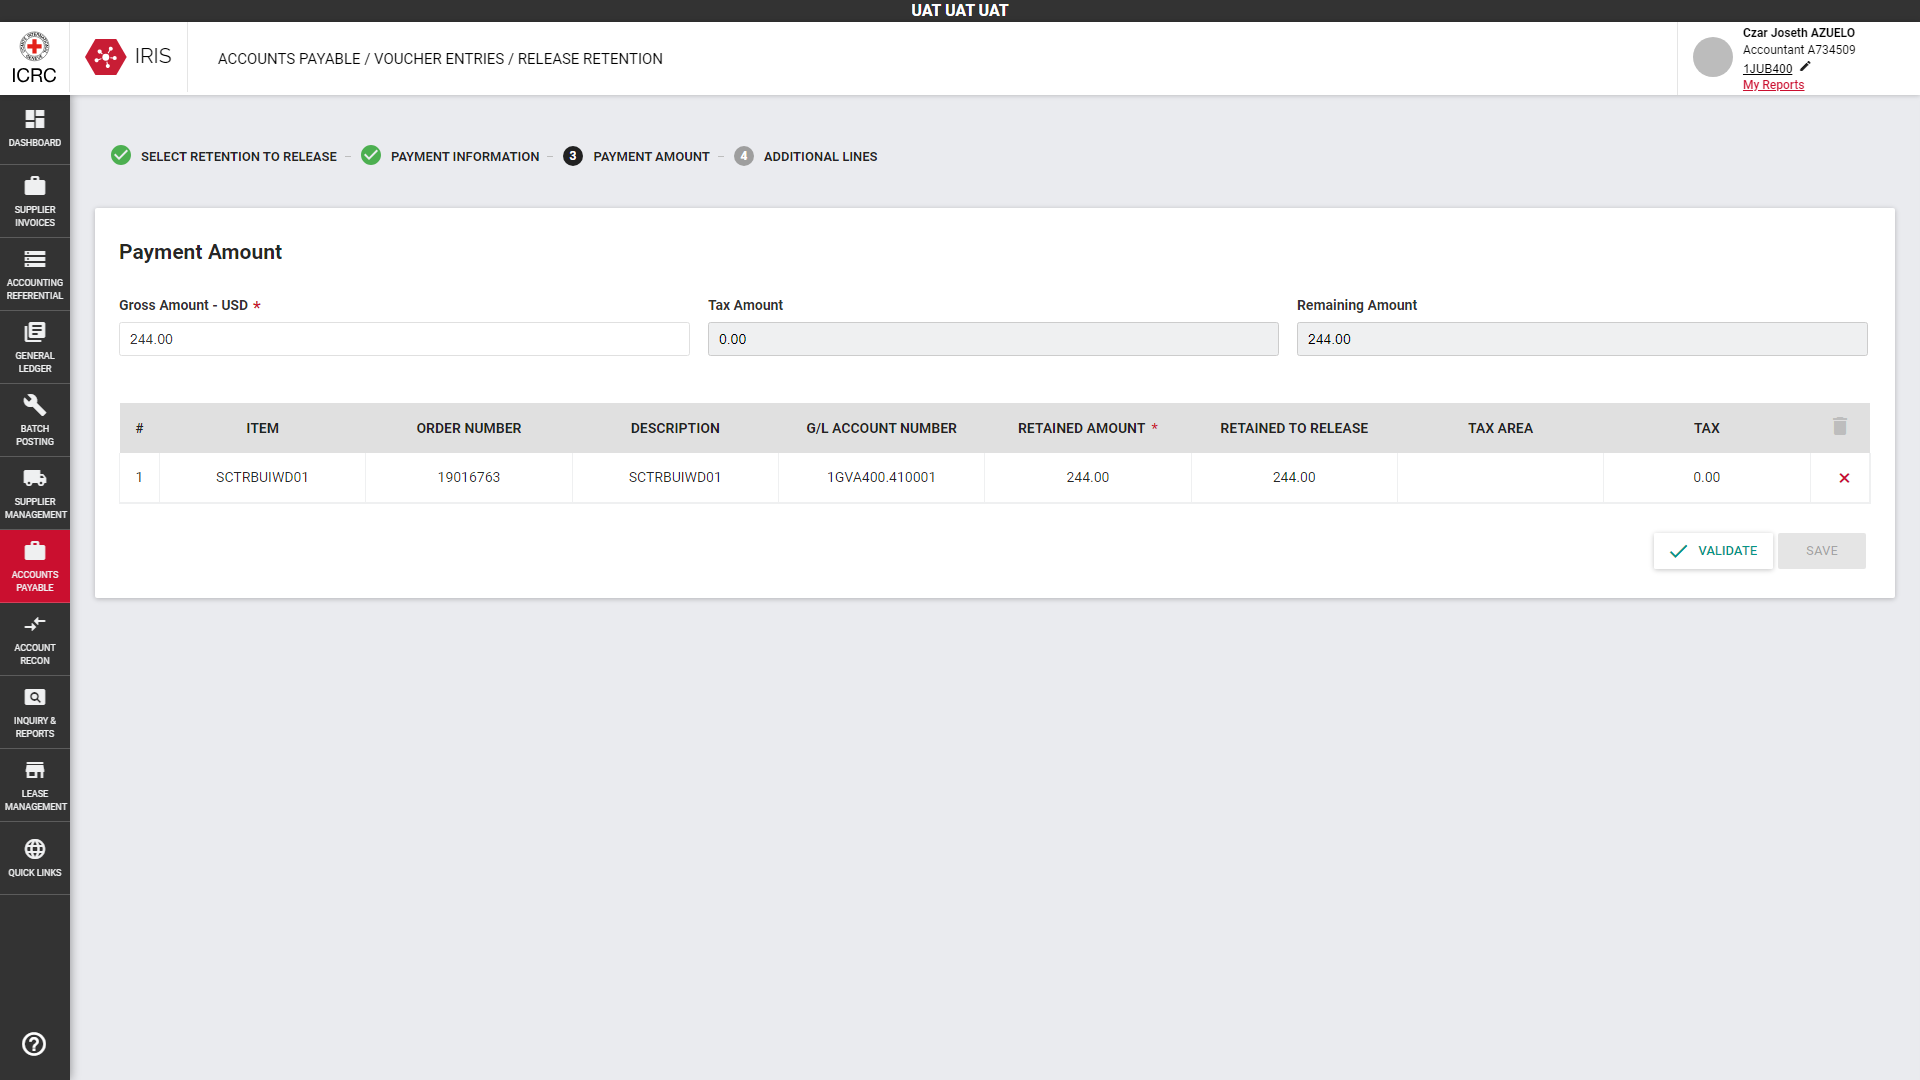 UAT UAT UAT
ICRC
IRIS
ACCOUNTS PAYABLE / VOUCHER ENTRIES / RELEASE RETENTION
Czar Joseth AZUELO
Accountant A734509
1JUB400
My Reports
DASHBOARD
SUPPLIER
INVOICES
ACCOUNTING
REFERENTIAL
GENERAL
LEDGER
BATCH
POSTING
SUPPLIER
MANAGEMENT
ACCOUNTS
PAYABLE
ACCOUNT
RECON
INQUIRY &
REPORTS
LEASE
MANAGEMENT
QUICK LINKS
SELECT RETENTION TO RELEASE – PAYMENT INFORMATION – 3 PAYMENT AMOUNT – 4 ADDITIONAL LINES
Payment Amount
Gross Amount - USD * Tax Amount Remaining Amount
244.00 0.00 244.00
# ITEM ORDER NUMBER DESCRIPTION G/L ACCOUNT NUMBER RETAINED AMOUNT * RETAINED TO RELEASE TAX AREA TAX
1 SCTRBUIWD01 19016763 SCTRBUIWD01 1GVA400.410001 244.00 244.00 0.00
VALIDATE SAVE